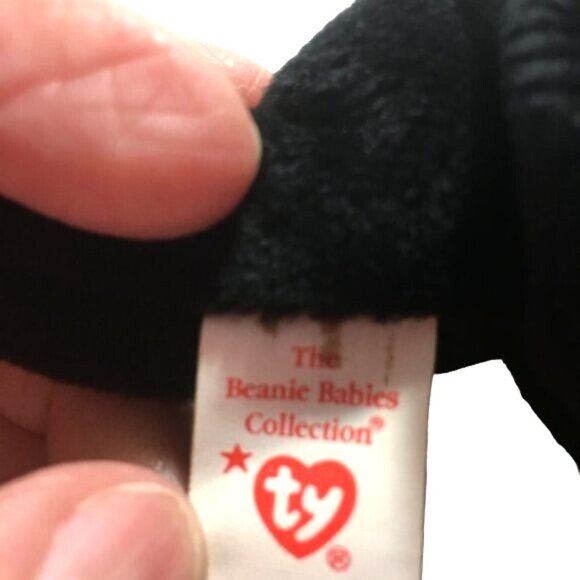 The
Beanie Babies
Collection®
★ ty
®